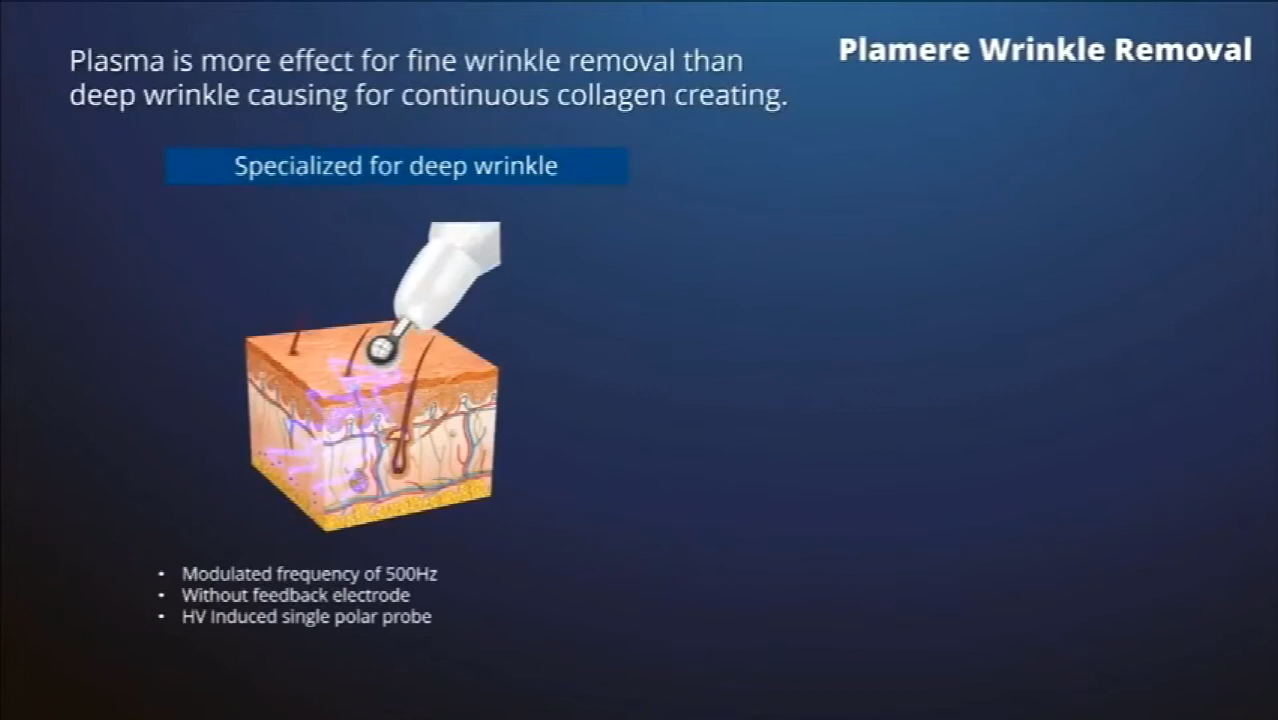 Plamere Wrinkle Removal
Plasma is more effect for fine wrinkle removal than
deep wrinkle causing for continuous collagen creating.
Specialized for deep wrinkle
• Modulated frequency of 500Hz
• Without feedback electrode
• HV Induced single polar probe